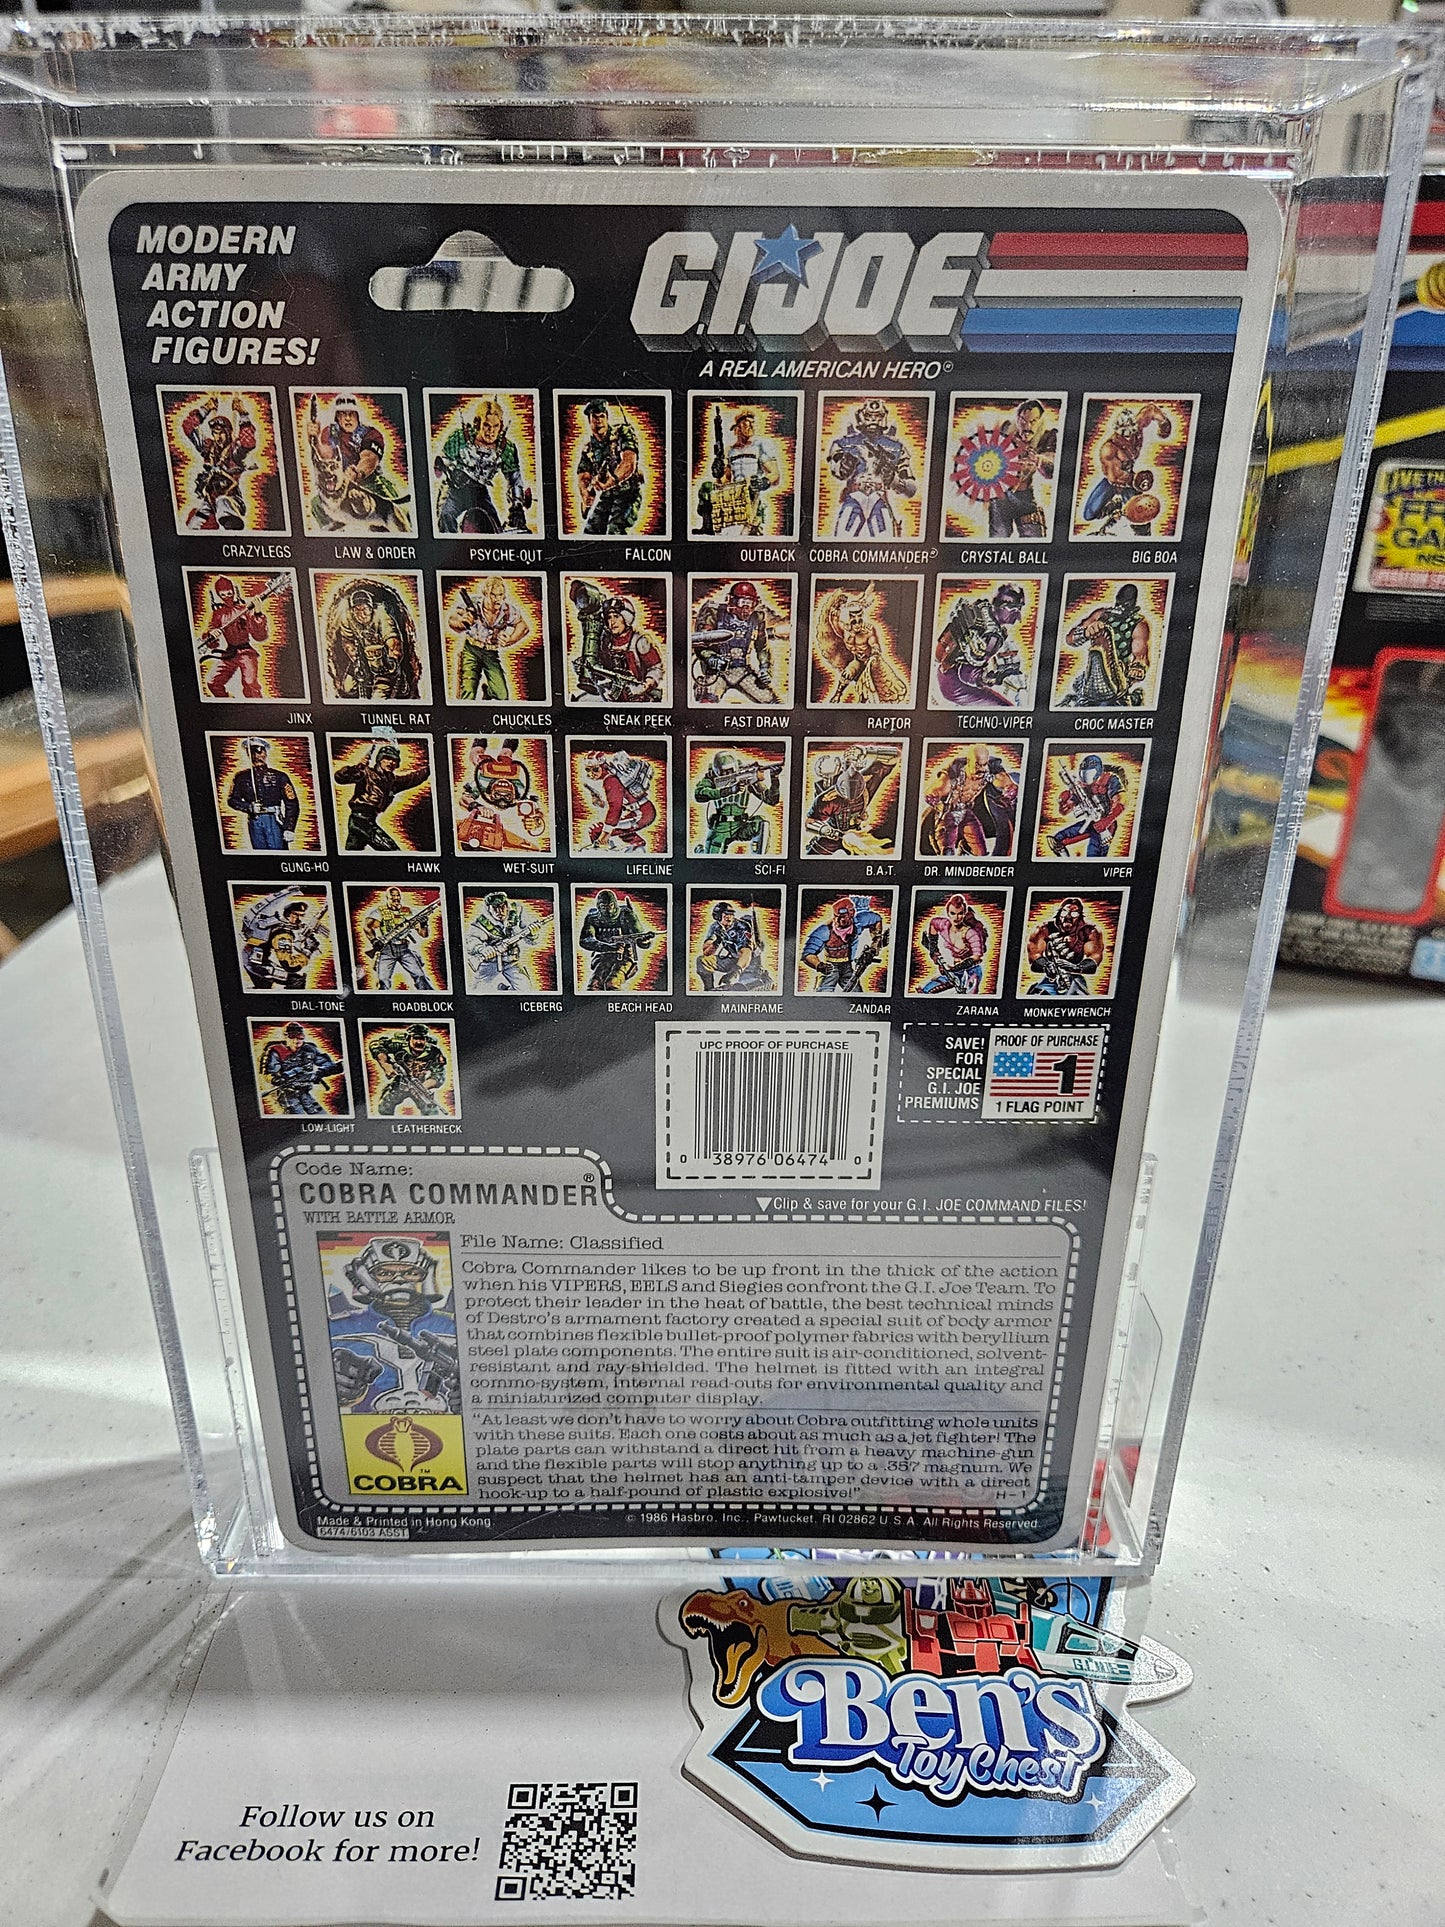 MODERN
ARMY
ACTION
FIGURES!
G.I. JOE
A REAL AMERICAN HERO®
CRAZYLEGS LAW & ORDER PSYCHE-OUT FALCON OUTBACK COBRA COMMANDER® CRYSTAL BALL BIG BOA
JINX TUNNEL RAT CHUCKLES SNEAK PEEK FAST DRAW RAPTOR TECHNO-VIPER CROC MASTER
GUNG-HO HAWK WET-SUIT LIFELINE SCI-FI B.A.T. DR. MINDBENDER VIPER
DIAL-TONE ROADBLOCK ICEBERG BEACH HEAD MAINFRAME ZANDAR ZARANA MONKEYWRENCH
LOW-LIGHT LEATHERNECK
UPC PROOF OF PURCHASE
0 38976 06474 0
SAVE!
FOR
SPECIAL
G.I. JOE
PREMIUMS
PROOF OF PURCHASE
1
1 FLAG POINT
▼Clip & save for your G.I. JOE COMMAND FILES!
Code Name:
COBRA COMMANDER®
WITH BATTLE ARMOR
File Name: Classified
Cobra Commander likes to be up front in the thick of the action
when his VIPERS, EELS and Siegies confront the G.I. Joe Team. To
protect their leader in the heat of battle, the best technical minds
of Destro's armament factory created a special suit of body armor
that combines flexible bullet-proof polymer fabrics with beryllium
steel plate components. The entire suit is air-conditioned, solvent-
resistant and ray-shielded. The helmet is fitted with an integral
commo-system, internal read-outs for environmental quality and
a miniaturized computer display.
"At least we don't have to worry about Cobra outfitting whole units
with these suits. Each one costs about as much as a jet fighter! The
plate parts can withstand a direct hit from a heavy machine-gun
and the flexible parts will stop anything up to a .357 magnum. We
suspect that the helmet has an anti-tamper device with a direct
hook-up to a half-pound of plastic explosive!"
H-1
COBRA™
Made & Printed in Hong Kong.
6474/6103 ASST
© 1986 Hasbro, Inc., Pawtucket, RI 02862 U.S.A. All Rights Reserved.
G.I. JOE
Ben's
Toy Chest
Follow us on
Facebook for more!